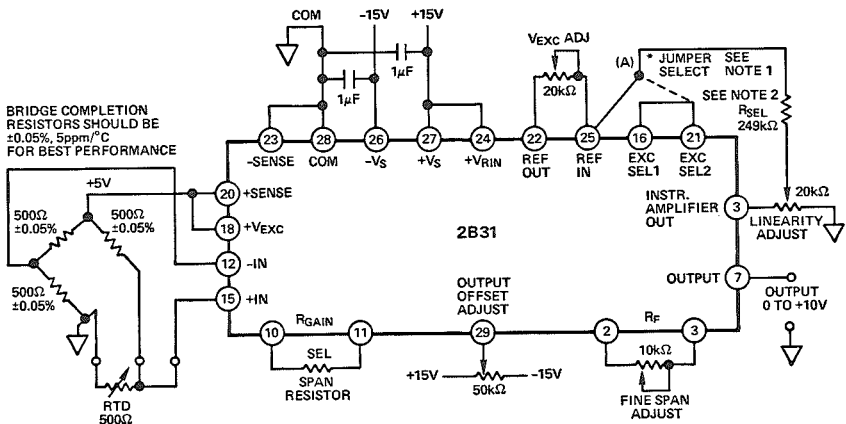 COM
-15V
+15V
1μF
1μF
VEXC ADJ
20kΩ
(A)
* JUMPER SELECT
SEE NOTE 1
SEE NOTE 2
RSEL
249kΩ
BRIDGE COMPLETION
RESISTORS SHOULD BE
±0.05%, 5ppm/°C
FOR BEST PERFORMANCE
23
28
26
27
24
22
25
16
21
-SENSE
COM
-VS
+VS
+VRIN
REF OUT
REF IN
EXC SEL1
EXC SEL2
+5V
20 +SENSE
18 +VEXC
12 -IN
15 +IN
500Ω
±0.05%
500Ω
±0.05%
500Ω
±0.05%
RTD
500Ω
2B31
INSTR.
AMPLIFIER
OUT
3
20kΩ
LINEARITY
ADJUST
OUTPUT
7
OUTPUT
0 TO +10V
10
RGAIN
11
SEL
SPAN
RESISTOR
OUTPUT
OFFSET
ADJUST
29
+15V
-15V
50kΩ
2
RF
3
10kΩ
FINE SPAN
ADJUST